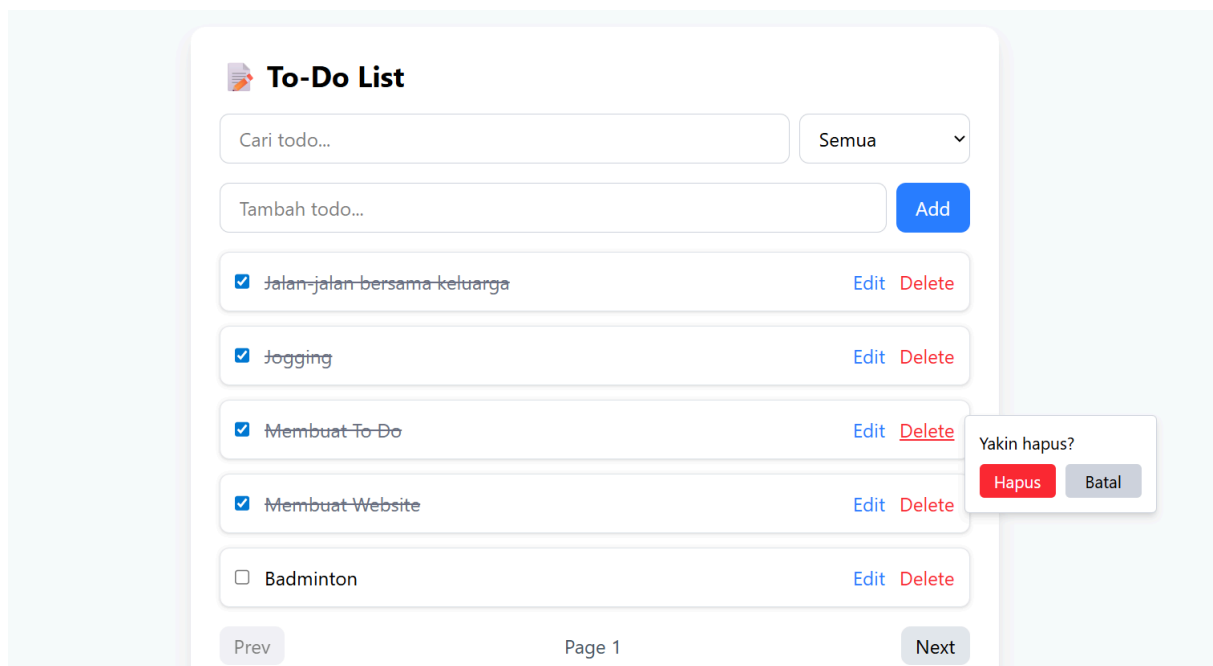 To-Do List
Cari todo...
Semua
Tambah todo...
Add
Jalan-jalan bersama keluarga
Edit Delete
Jogging
Edit Delete
Membuat To Do
Edit Delete
Yakin hapus?
Hapus Batal
Membuat Website
Edit Delete
Badminton
Edit Delete
Prev
Page 1
Next